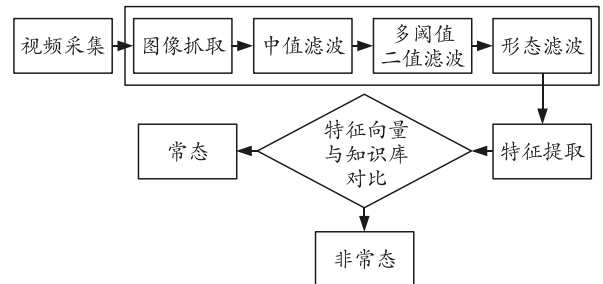 视频采集
图像抓取
中值滤波
多阈值
二值滤波
形态滤波
常态
特征向量
与知识库
对比
特征提取
非常态